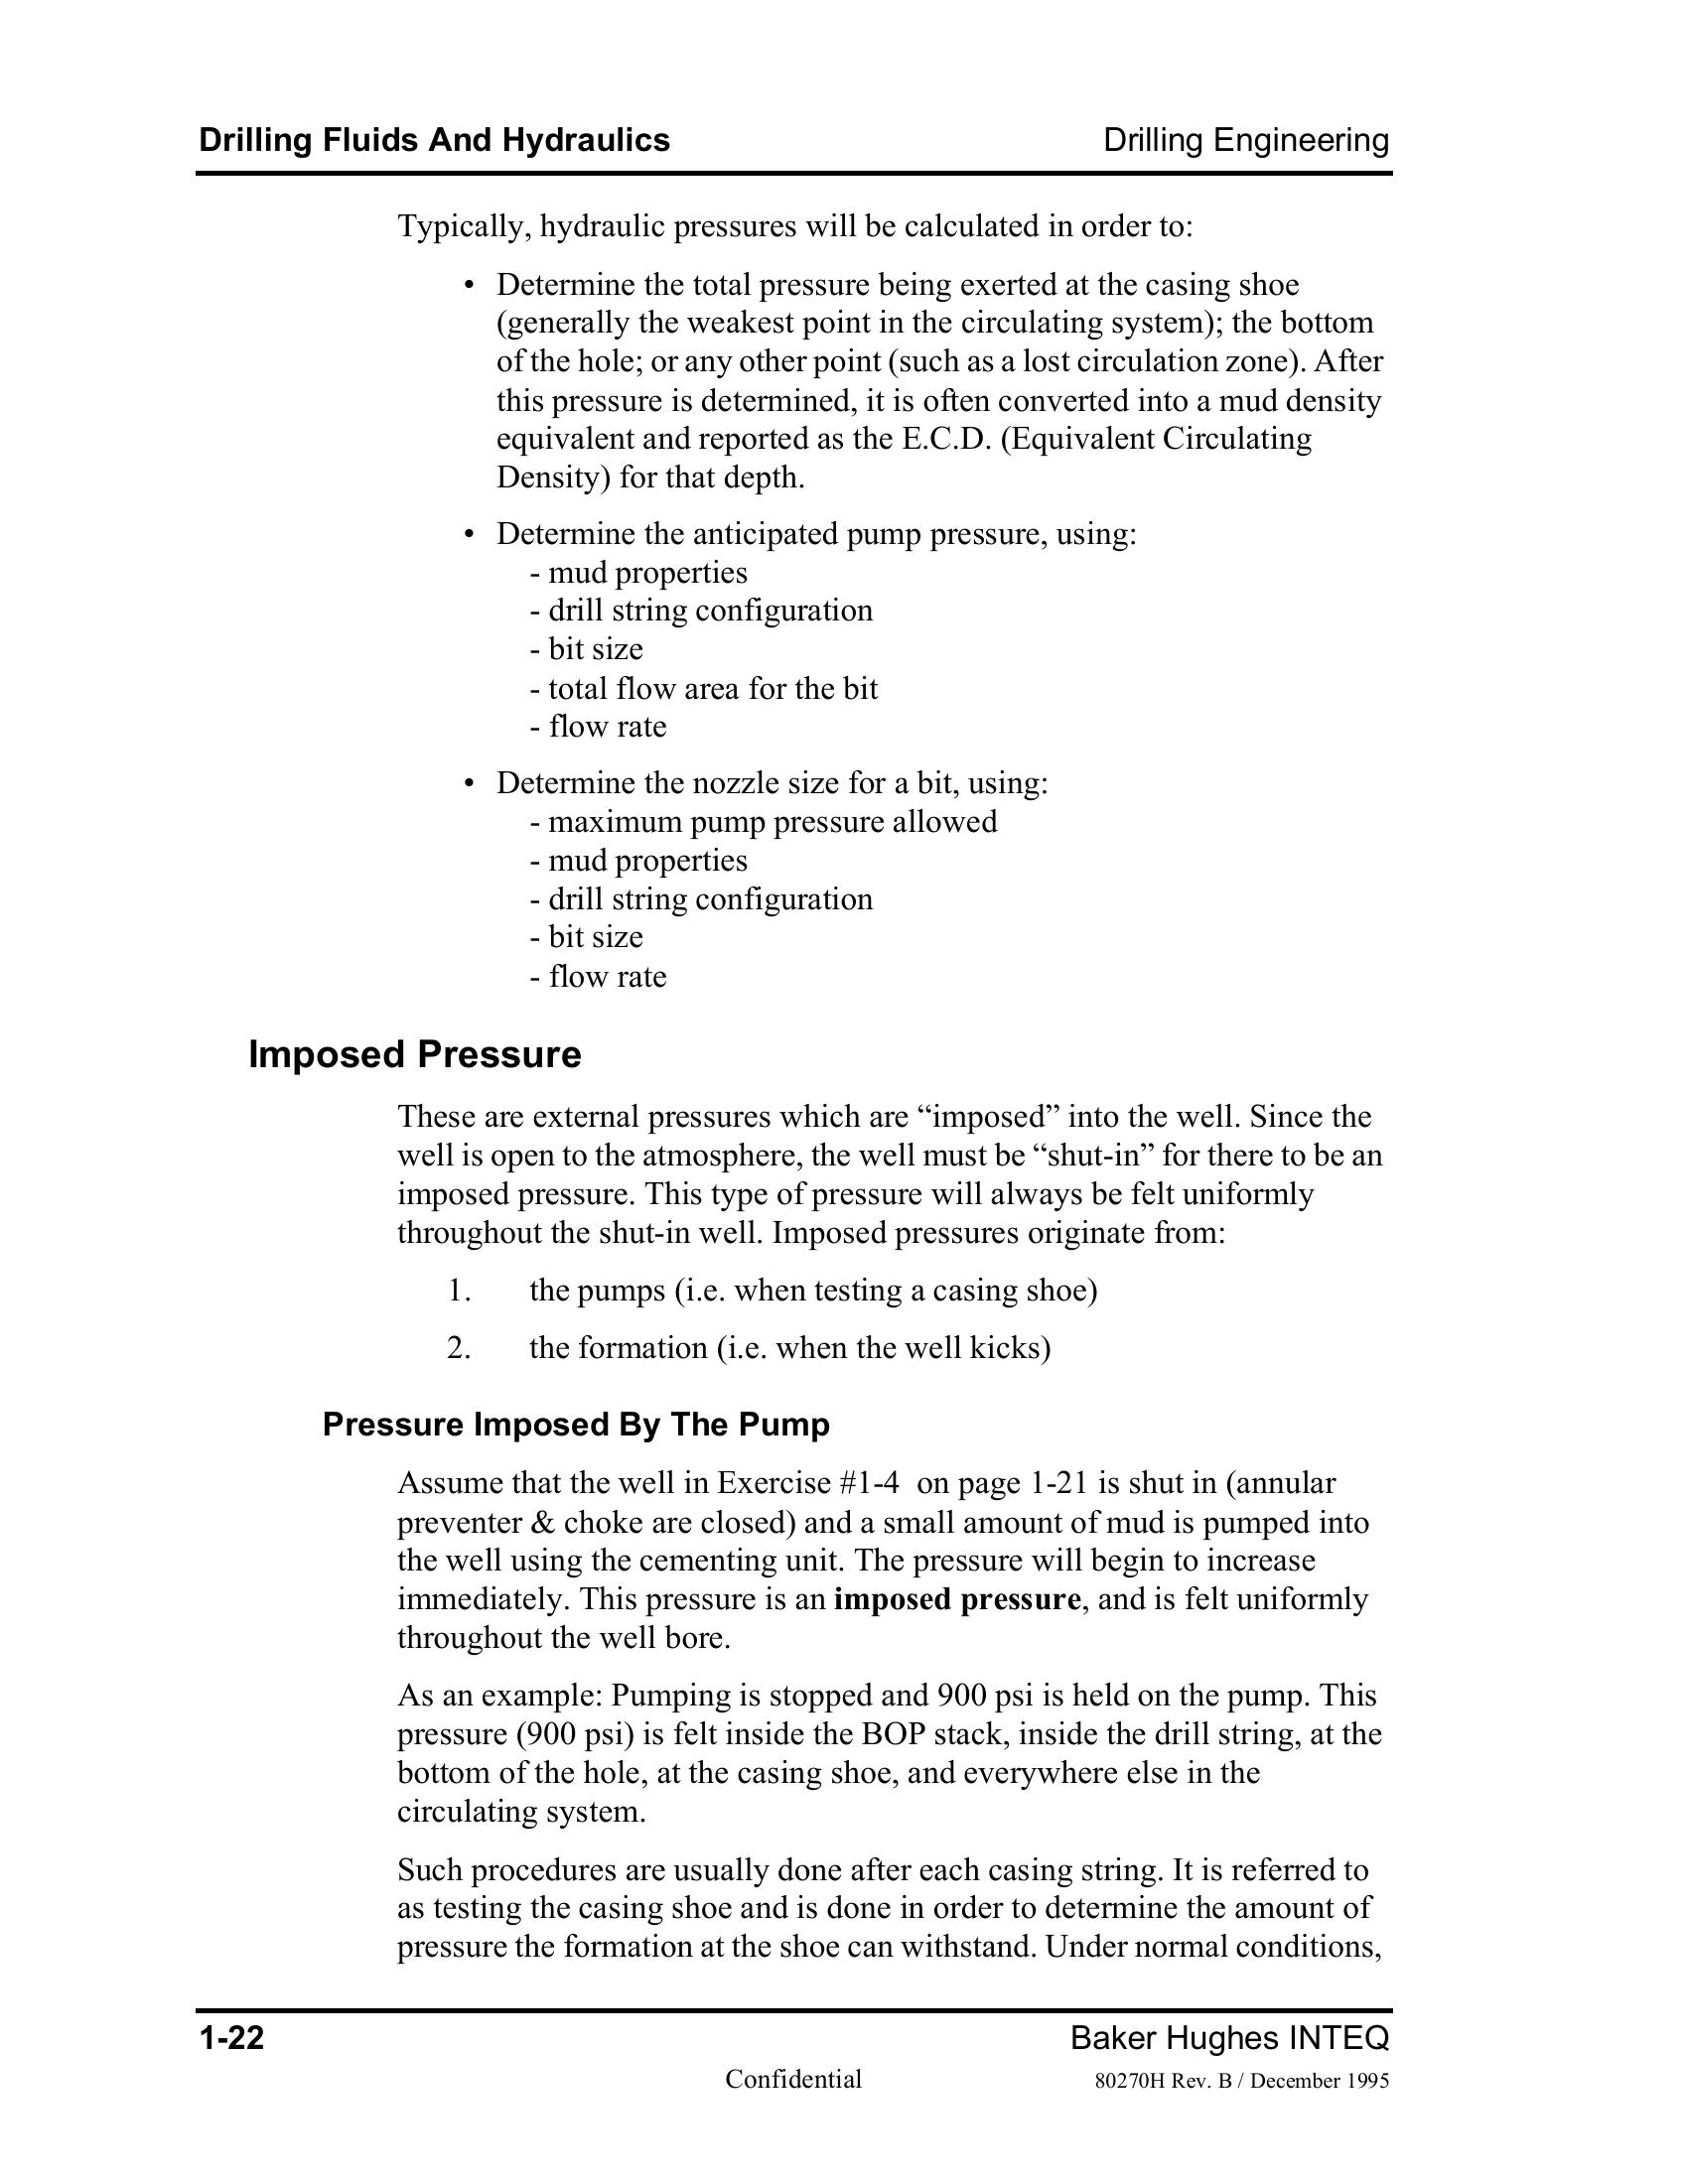 Drilling Fluids And Hydraulics Drilling Engineering
Typically, hydraulic pressures will be calculated in order to:
• Determine the total pressure being exerted at the casing shoe
(generally the weakest point in the circulating system); the bottom
of the hole; or any other point (such as a lost circulation zone). After
this pressure is determined, it is often converted into a mud density
equivalent and reported as the E.C.D. (Equivalent Circulating
Density) for that depth.
• Determine the anticipated pump pressure, using:
- mud properties
- drill string configuration
- bit size
- total flow area for the bit
- flow rate
• Determine the nozzle size for a bit, using:
- maximum pump pressure allowed
- mud properties
- drill string configuration
- bit size
- flow rate
Imposed Pressure
These are external pressures which are “imposed” into the well. Since the
well is open to the atmosphere, the well must be “shut-in” for there to be an
imposed pressure. This type of pressure will always be felt uniformly
throughout the shut-in well. Imposed pressures originate from:
1. the pumps (i.e. when testing a casing shoe)
2. the formation (i.e. when the well kicks)
Pressure Imposed By The Pump
Assume that the well in Exercise #1-4 on page 1-21 is shut in (annular
preventer & choke are closed) and a small amount of mud is pumped into
the well using the cementing unit. The pressure will begin to increase
immediately. This pressure is an imposed pressure, and is felt uniformly
throughout the well bore.
As an example: Pumping is stopped and 900 psi is held on the pump. This
pressure (900 psi) is felt inside the BOP stack, inside the drill string, at the
bottom of the hole, at the casing shoe, and everywhere else in the
circulating system.
Such procedures are usually done after each casing string. It is referred to
as testing the casing shoe and is done in order to determine the amount of
pressure the formation at the shoe can withstand. Under normal conditions,
1-22 Baker Hughes INTEQ
Confidential 80270H Rev. B / December 1995